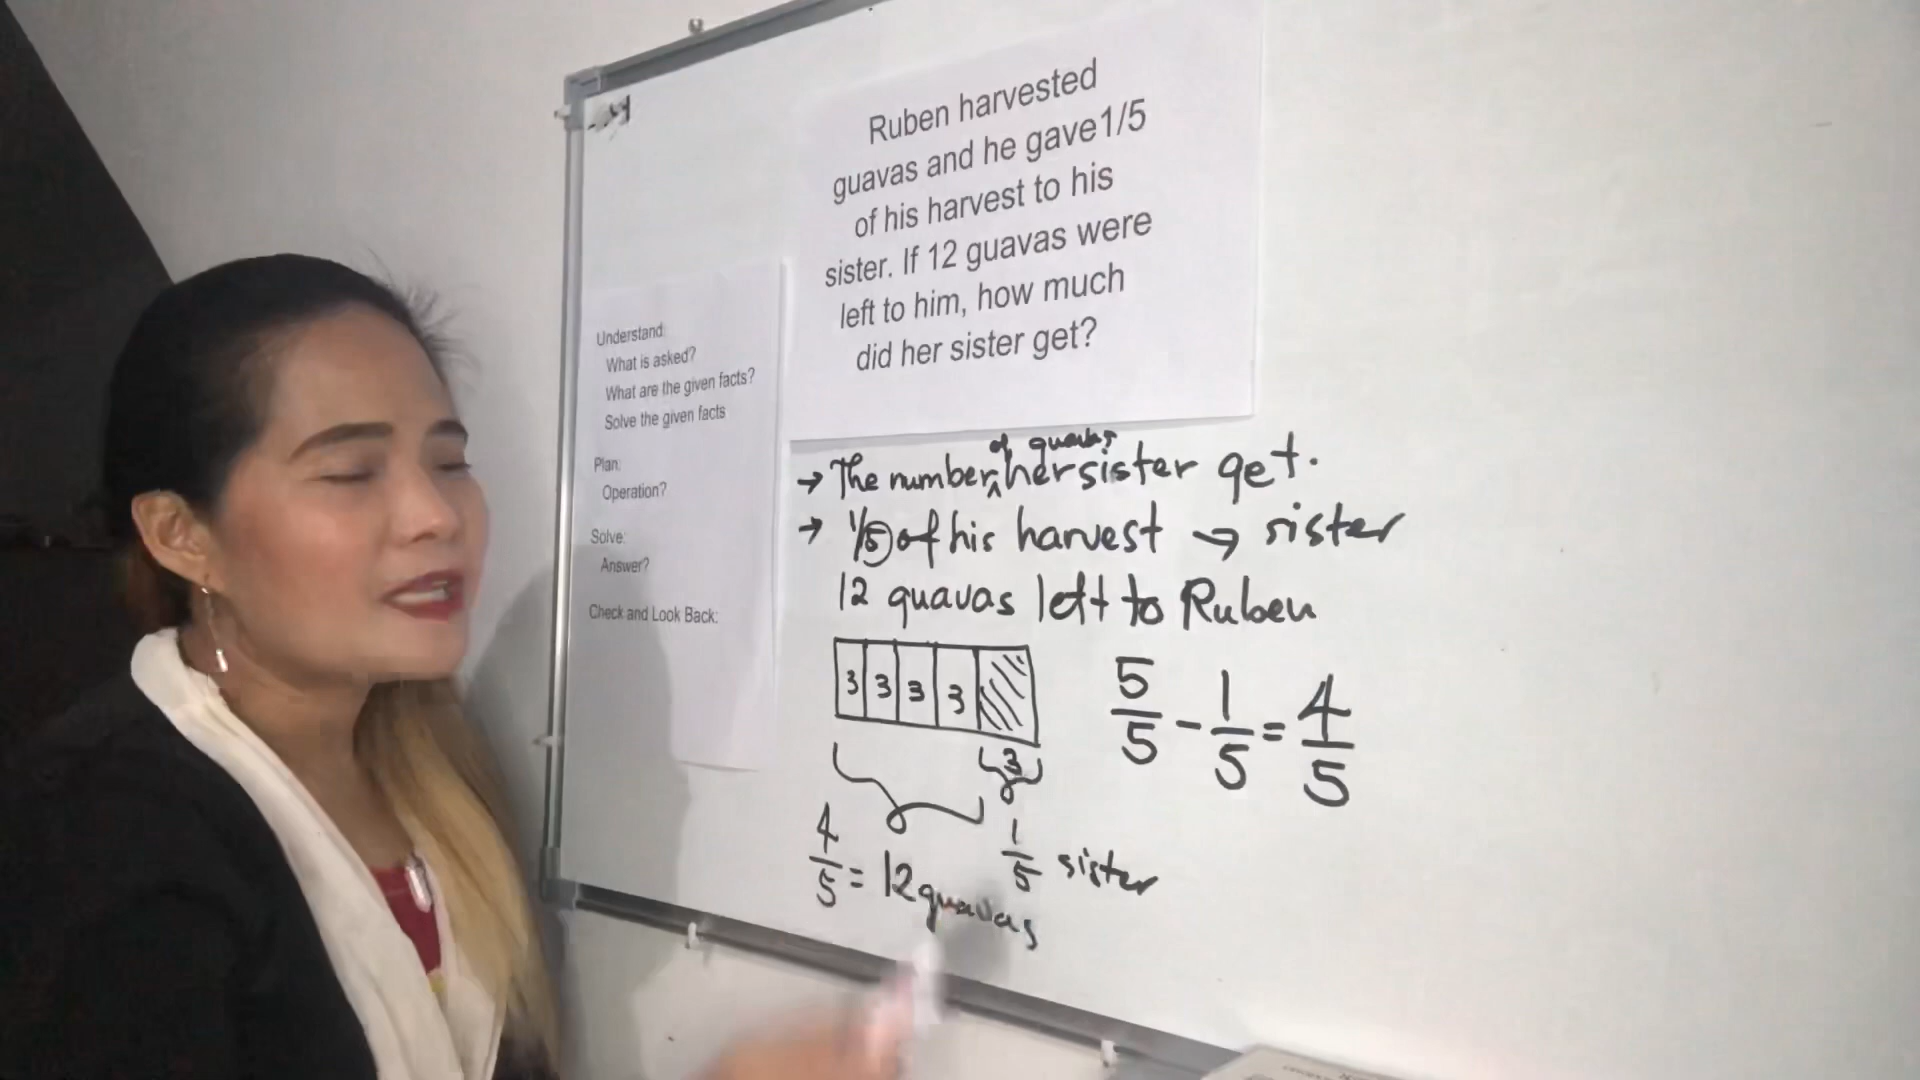 Ruben harvested
guavas and he gave1/5
of his harvest to his
sister. If 12 guavas were
left to him, how much
did her sister get?
Understand:
What is asked?
What are the given facts?
Solve the given facts
Plan:
Operation?
Solve:
Answer?
Check and Look Back:
of guavas
→ The number ^ her sister get.
→ 1/5 of his harvest → sister
12 guavas left to Ruben
3 3 3 3
3
5/5 - 1/5 = 4/5
4/5 = 12 guavas
1/5 sister